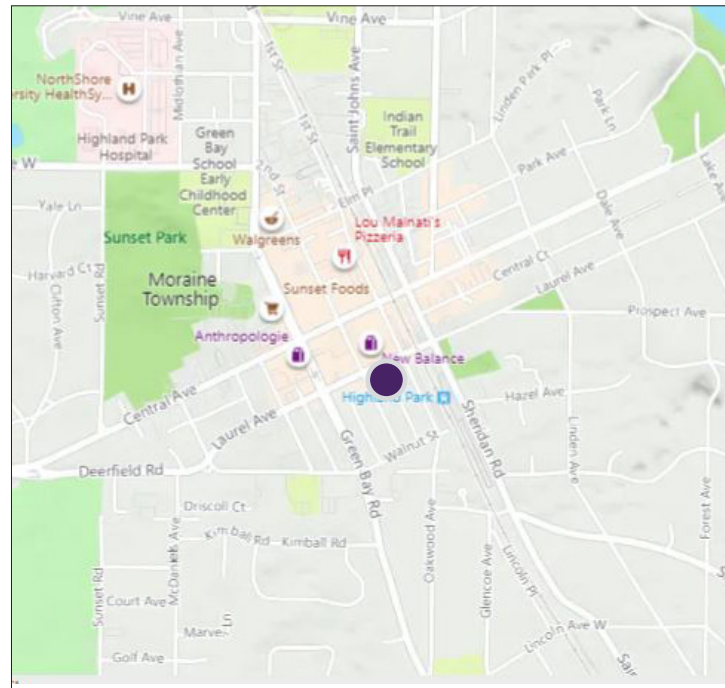 Vine Ave
Vine Ave
NorthShore
ersity HealthSy...
H
Highland Park
Hospital
Midlothian Ave
1st St
Saint Johns Ave
Linden Park Pl
Park Ln
Green
Bay
School
Early
Childhood
Center
2nd St
1st St
Indian
Trail
Elementary
School
e W
Elm Pl
Park Ave
Dale Ave
Yale Ln
Sunset Park
Walgreens
Lou Malnati's
Pizzeria
Harvard Ct
Clifton Ave
Sunset Rd
Moraine
Township
Sunset Foods
Central Ct
Laurel Ave
Prospect Ave
Anthropologie
New Balance
Central Ave
Laurel Ave
Highland Park
Hazel Ave
Linden Ave
Sheridan Rd
Walnut St
Deerfield Rd
Green Bay Rd
Forest Ave
Driscoll Ct
Kimball Rd
Kimball Rd
Oakwood Ave
Glencoe Ave
Lincoln Pl
Sunset Rd
McDaniels Ave
Court Ave
Marvel Ln
Golf Ave
Lincoln Ave W